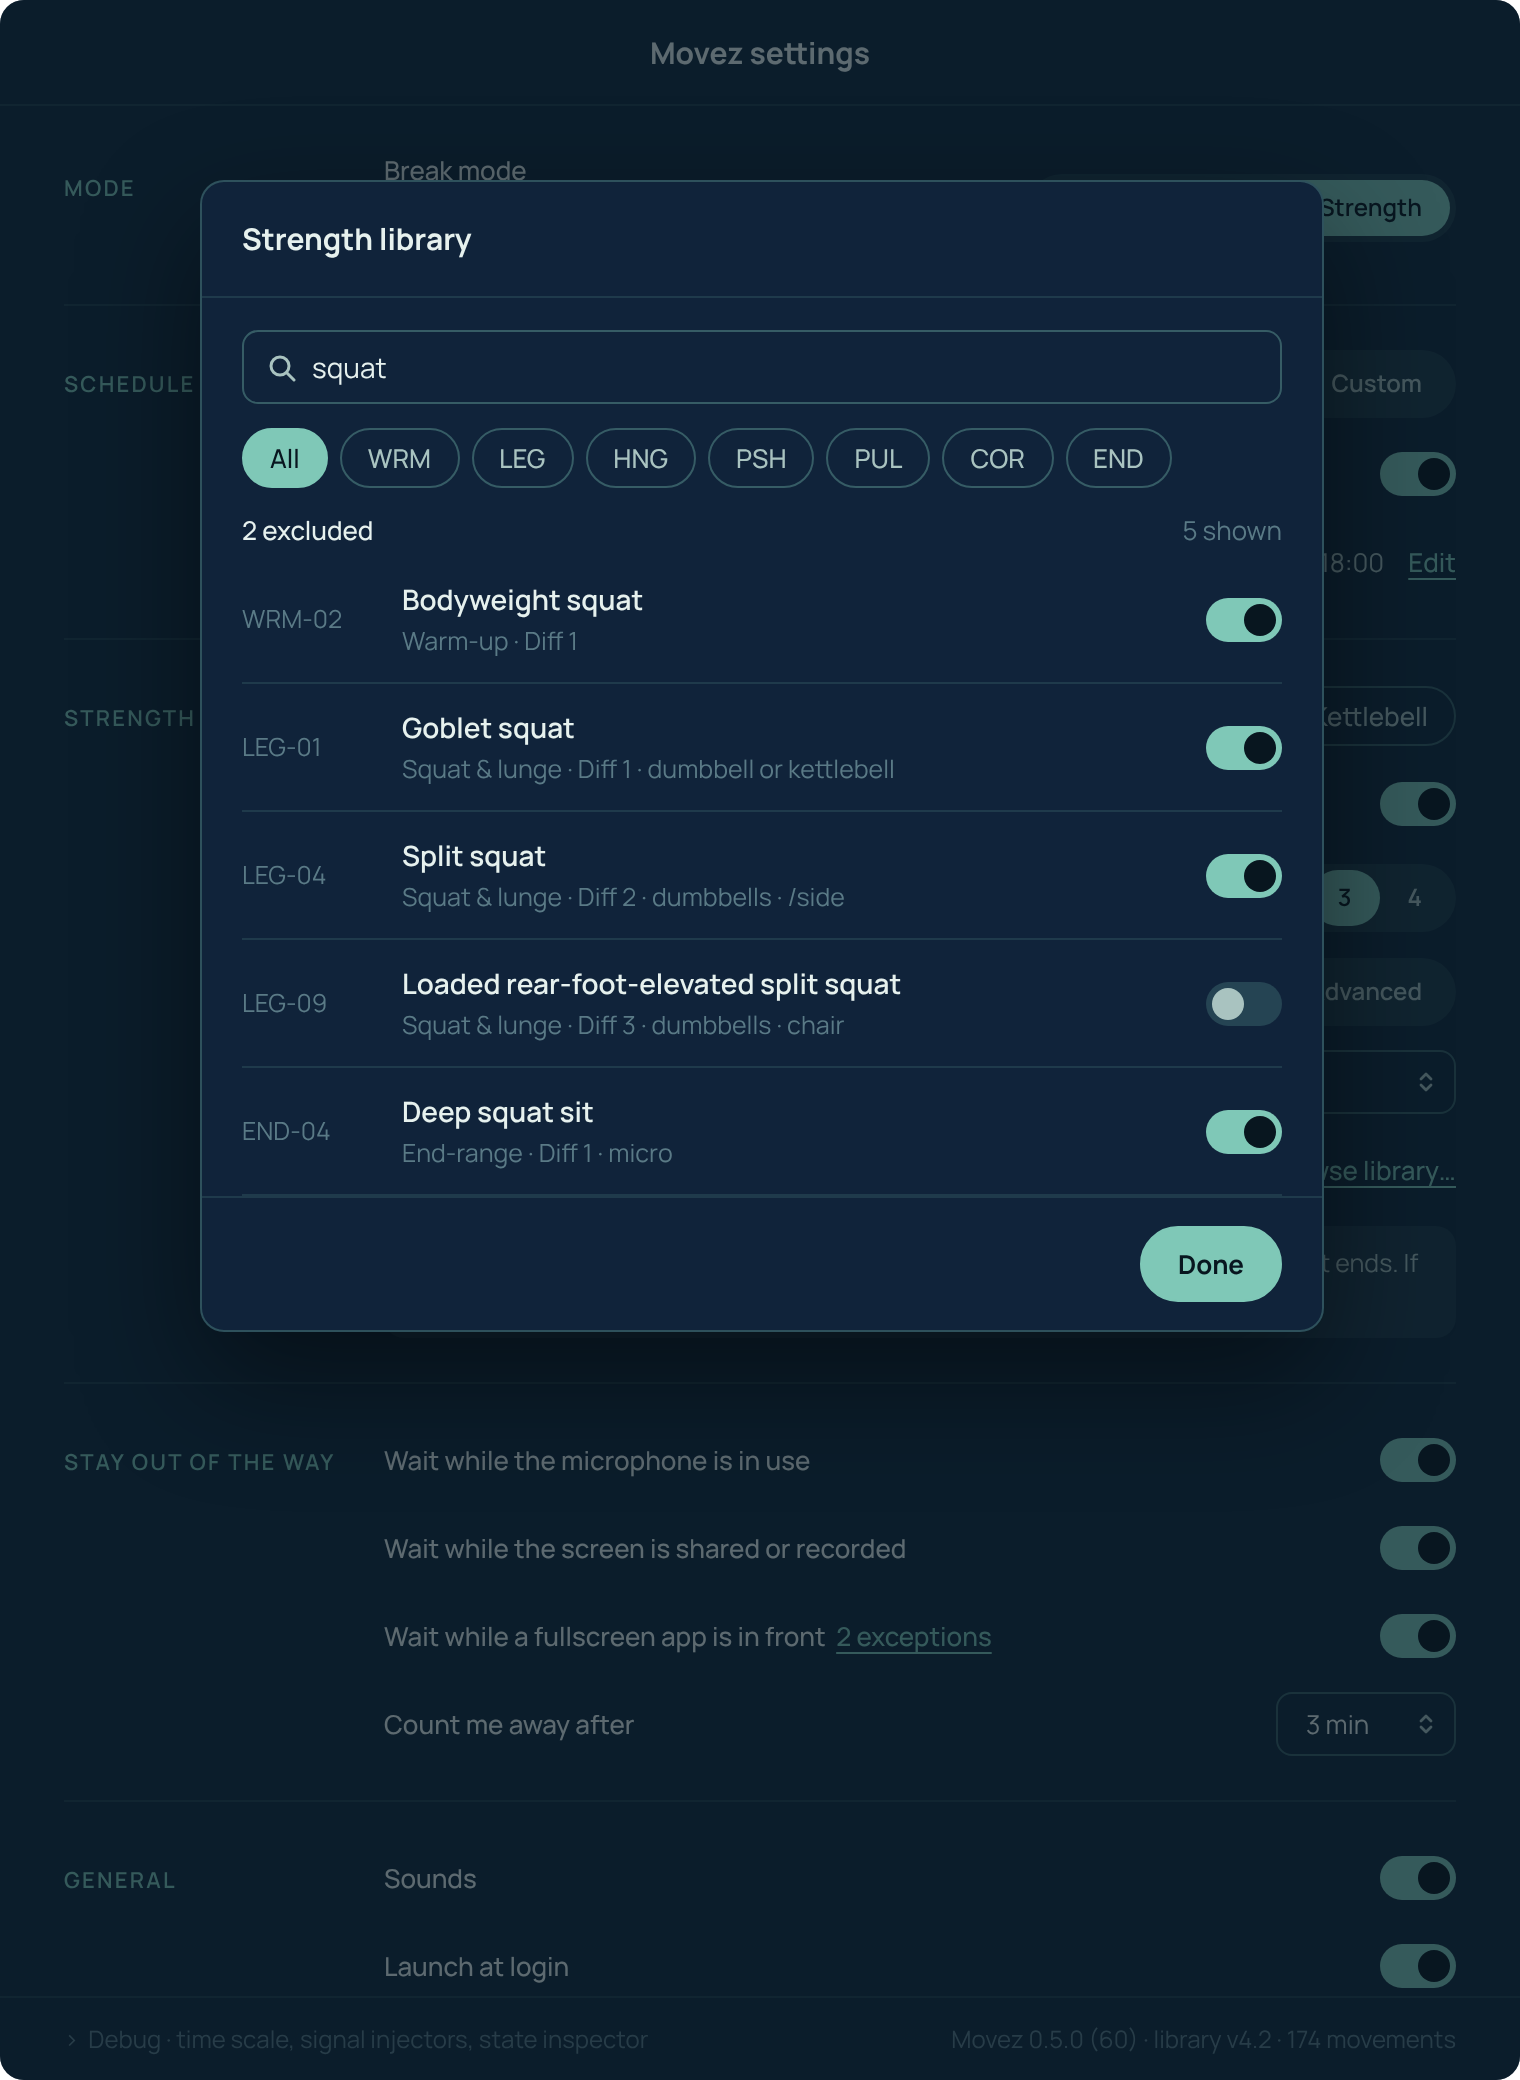 Movez settings
MODE
Break mode
Strength
Strength library
squat
SCHEDULE
Custom
All
WRM
LEG
HNG
PSH
PUL
COR
END
2 excluded
5 shown
18:00
Edit
WRM-02
Bodyweight squat
Warm-up · Diff 1
STRENGTH
Kettlebell
LEG-01
Goblet squat
Squat & lunge · Diff 1 · dumbbell or kettlebell
LEG-04
Split squat
Squat & lunge · Diff 2 · dumbbells · /side
3
4
LEG-09
Loaded rear-foot-elevated split squat
Squat & lunge · Diff 3 · dumbbells · chair
END-04
Deep squat sit
End-range · Diff 1 · micro
library…
Done
ends. If
STAY OUT OF THE WAY
Wait while the microphone is in use
Wait while the screen is shared or recorded
Wait while a fullscreen app is in front 2 exceptions
Count me away after
3 min
GENERAL
Sounds
Launch at login
› Debug · time scale, signal injectors, state inspector
Movez 0.5.0 (60) · library v4.2 · 174 movements